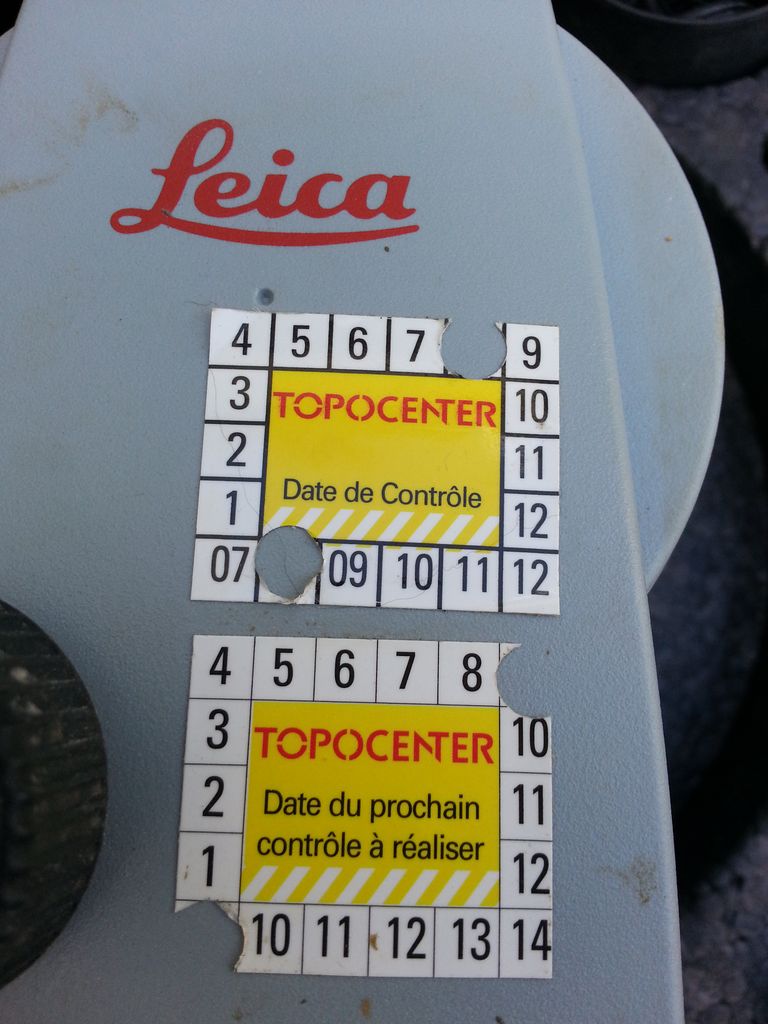 Leica
4 5 6 7 9
3 TOPOCENTER 10
2 11
1 Date de Contrôle 12
07 09 10 11 12
4 5 6 7 8
3 TOPOCENTER 10
2 Date du prochain 11
1 contrôle à réaliser 12
10 11 12 13 14